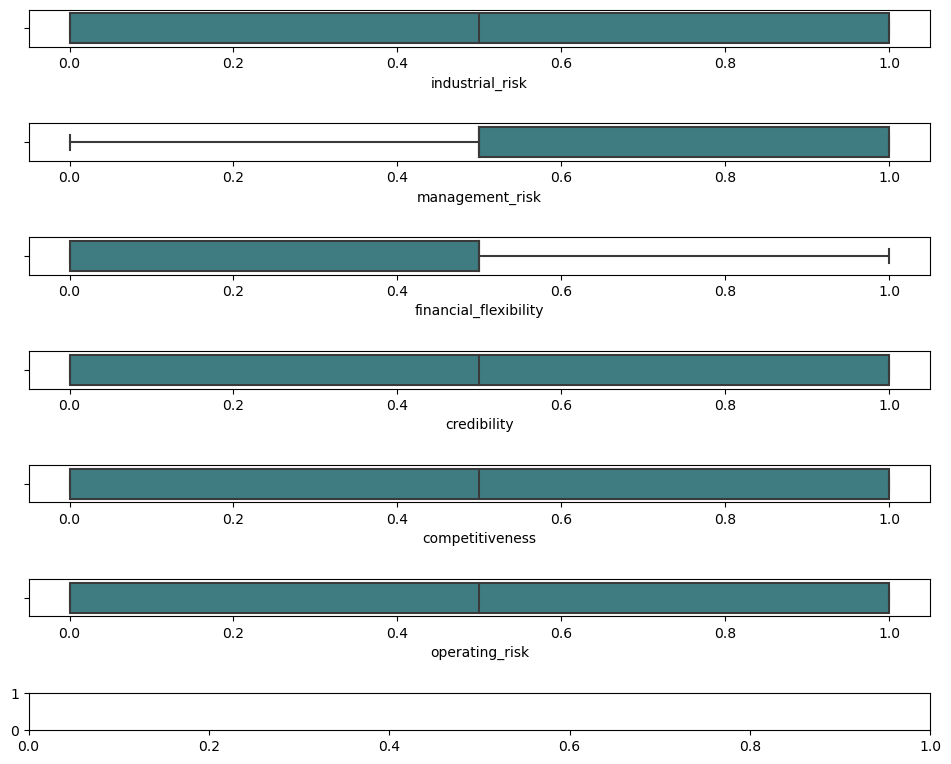 0.0 0.2 0.4 0.6 0.8 1.0
industrial_risk
0.0 0.2 0.4 0.6 0.8 1.0
management_risk
0.0 0.2 0.4 0.6 0.8 1.0
financial_flexibility
0.0 0.2 0.4 0.6 0.8 1.0
credibility
0.0 0.2 0.4 0.6 0.8 1.0
competitiveness
0.0 0.2 0.4 0.6 0.8 1.0
operating_risk
1
0
0.0 0.2 0.4 0.6 0.8 1.0